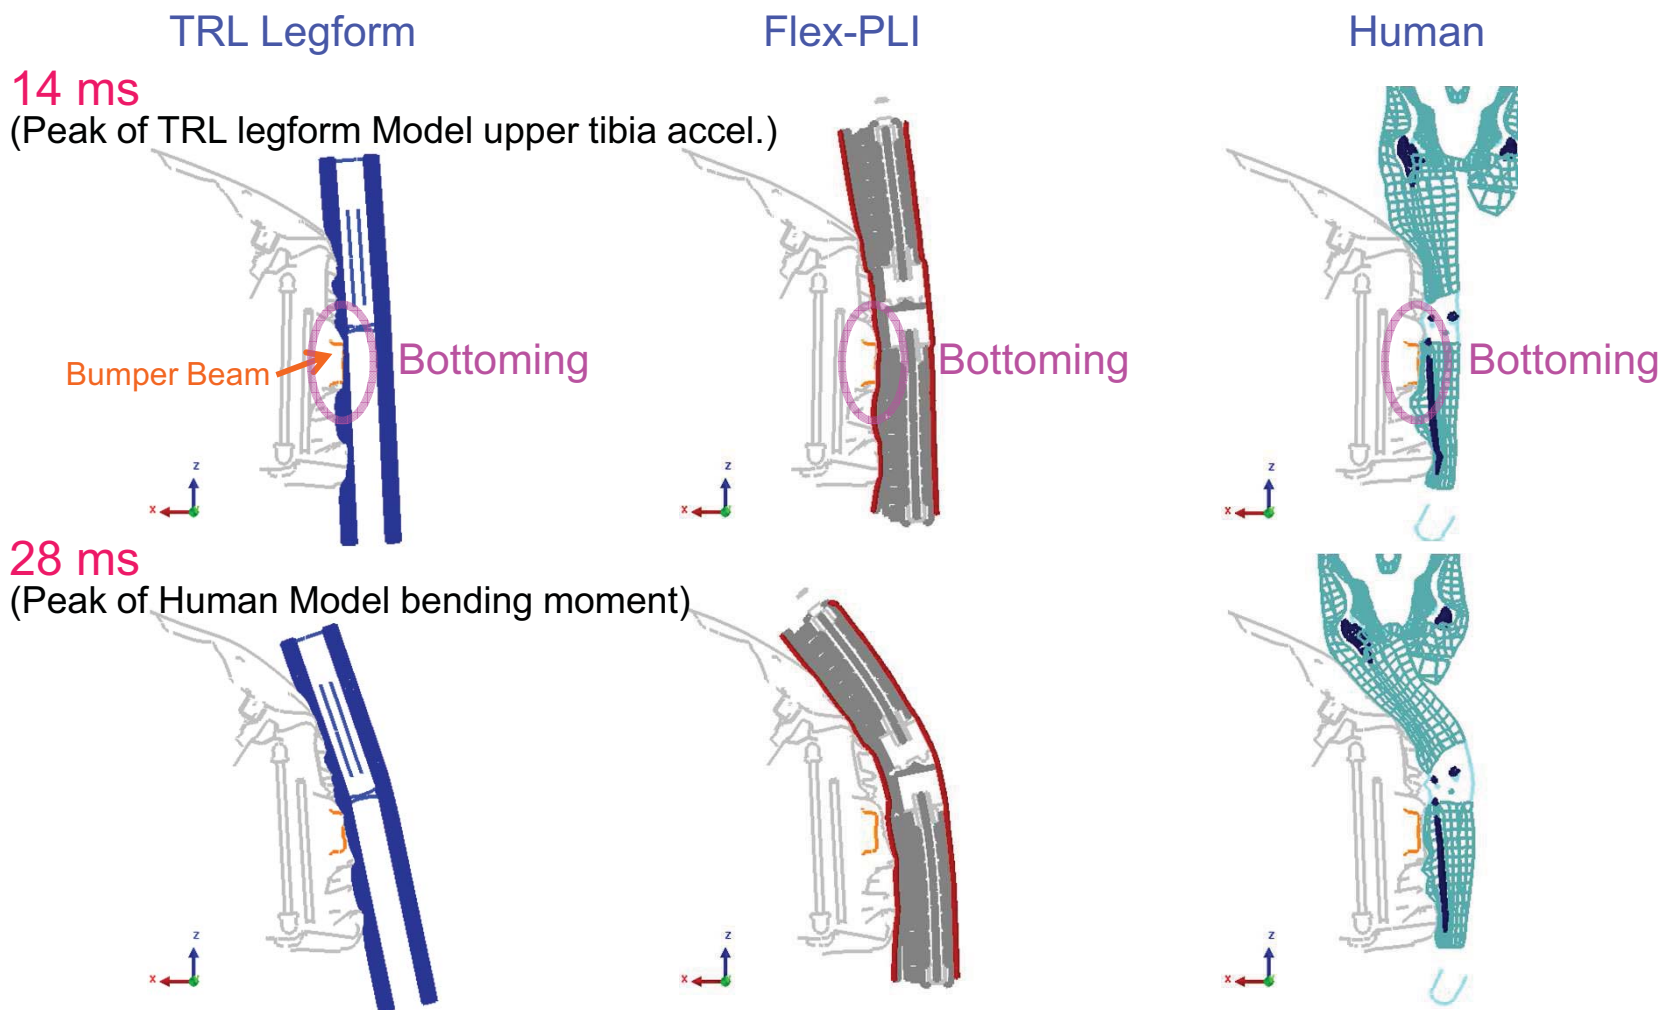 TRL Legform
Flex-PLI
Human
14 ms
(Peak of TRL legform Model upper tibia accel.)
Bumper Beam
Bottoming
Bottoming
Bottoming
z
x
z
x
z
x
28 ms
(Peak of Human Model bending moment)
z
x
z
x
z
x